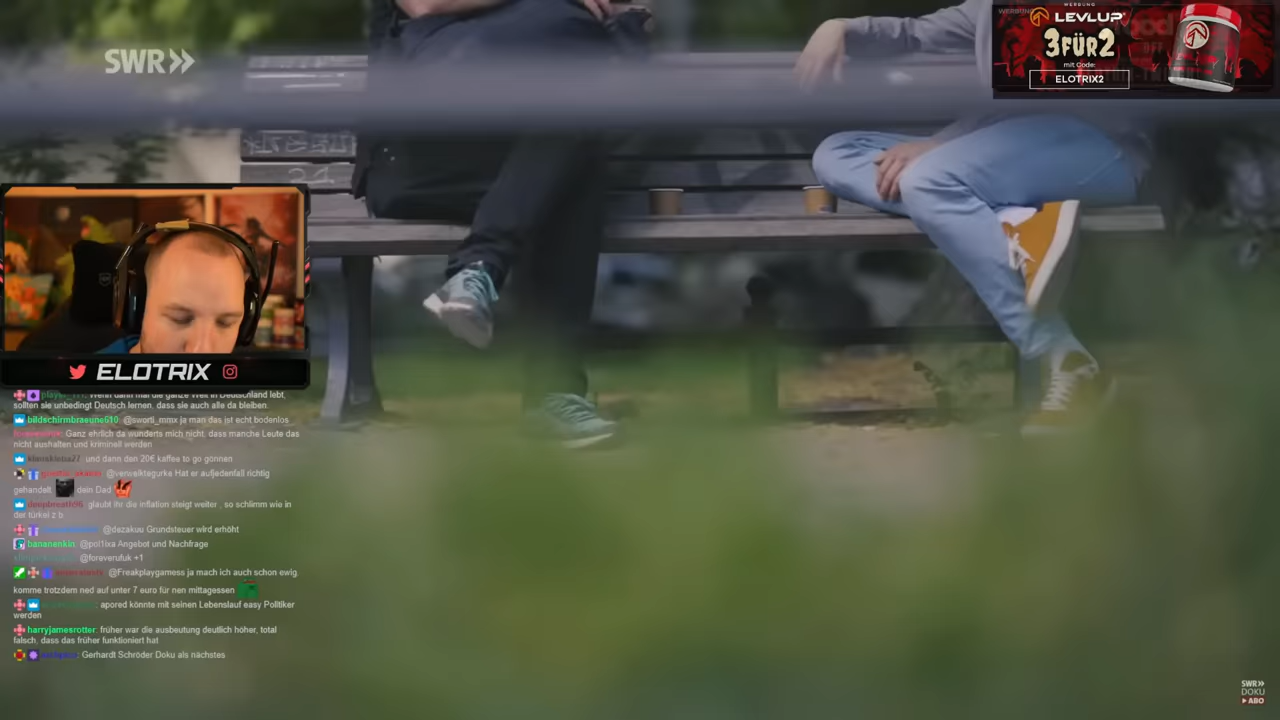 SWR>>
WERBUNG
LEVLUP
3FÜR2
mit Code:
ELOTRIX2
ELOTRIX
Wenn dann mal die ganze Welt in Deutschland lebt,
sollten sie unbedingt Deutsch lernen. dass sie auch alle da bleiben.
bildschirmbraeune610: @sworti_mmx ja man das ist echt bodenlos
Ganz ehrlich da wunderts mich nicht, dass manche Leute das
nicht aushalten und kriminell werden
und dann den 20€ kaffee to go gönnen
@verwelktegurke Hat er aufjedenfall richtig
gehandelt dein Dad
deepbreath96: glaubt ihr die inflation steigt weiter , so schlimm wie in
der türkei z.b.
@dezakuu Grundsteuer wird erhöht
bananenkin: @pol1ixa Angebot und Nachfrage
@foreverufuk +1
@Freakplaygamess ja mach ich auch schon ewig.
komme trotzdem ned auf unter 7 euro für nen mittagessen
apored könnte mit seinen Lebenslauf easy Politiker
werden
harryjamesrotter: früher war die ausbeutung deutlich höher, total
falsch, dass das früher funktioniert hat
Gerhardt Schröder Doku als nächstes
SWR>>
DOKU
ABO